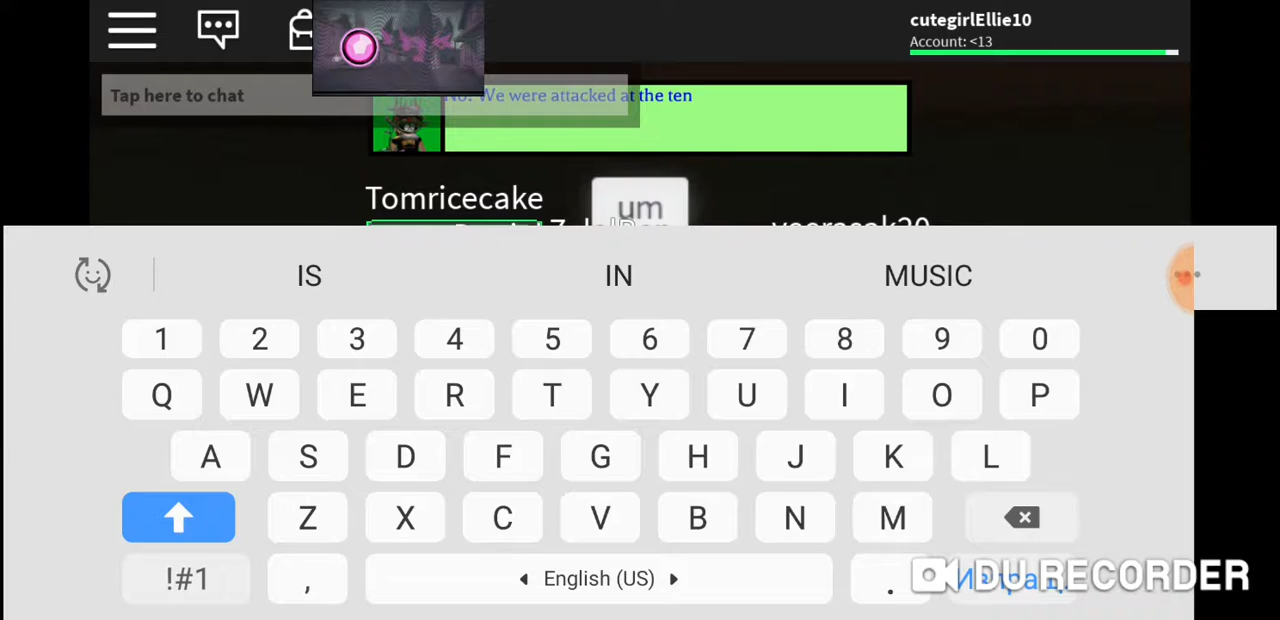 cutegirlEllie10
Account: <13
Tap here to chat
We were attacked at the ten
Tomricecake
um
IS IN MUSIC
1 2 3 4 5 6 7 8 9 0
Q W E R T Y U I O P
A S D F G H J K L
Z X C V B N M
!#1 , English (US) .
DU RECORDER